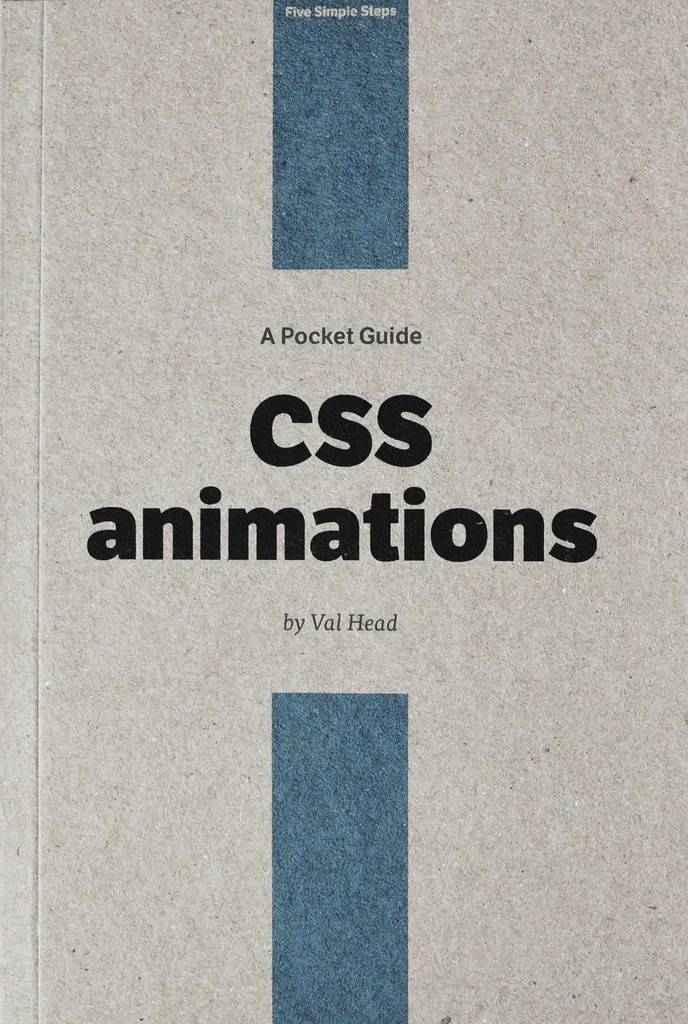 Five Simple Steps
A Pocket Guide
CSS
animations
by Val Head